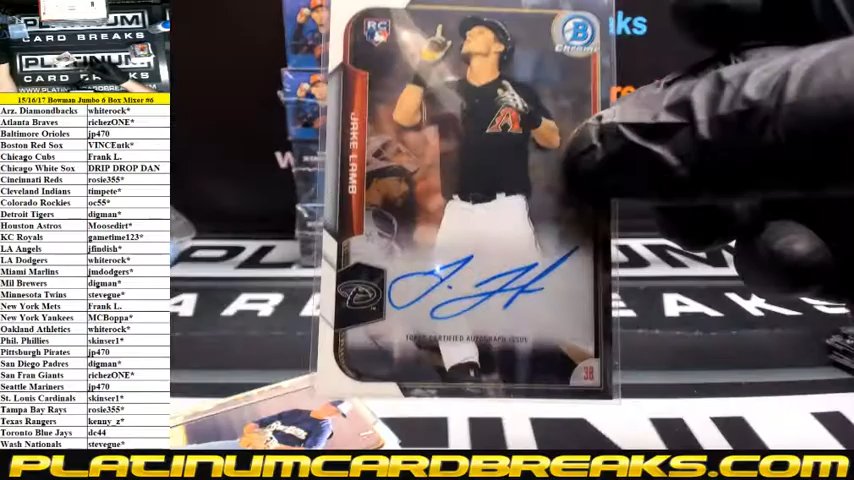 PLATINUM
CARD BREAKS
15/16/17 Bowman Jumbo 6 Box Mixer #6
Arz. Diamondbacks whiterock*
Atlanta Braves richezONE*
Baltimore Orioles jp470
Boston Red Sox VINCEntk*
Chicago Cubs Frank L.
Chicago White Sox DRIP DROP DAN
Cincinnati Reds rosie355*
Cleveland Indians timpete*
Colorado Rockies oc55*
Detroit Tigers digman*
Houston Astros Moosedirt*
KC Royals gametime123*
LA Angels jfindish*
LA Dodgers whiterock*
Miami Marlins jmdodgers*
Mil Brewers digman*
Minnesota Twins stevegue*
New York Mets Frank L.
New York Yankees MCBoppa*
Oakland Athletics whiterock*
Phil. Phillies skinser1*
Pittsburgh Pirates jp470
San Diego Padres digman*
San Fran Giants richezONE*
Seattle Mariners jp470
St. Louis Cardinals skinser1*
Tampa Bay Rays rosie355*
Texas Rangers kenny_z*
Toronto Blue Jays dc44
Wash Nationals stevegue*
RC
B
Chrome
JAKE LAMB
A
TOPPS CERTIFIED AUTOGRAPH ISSUE
3B
PLATINUMCARDBREAKS.COM